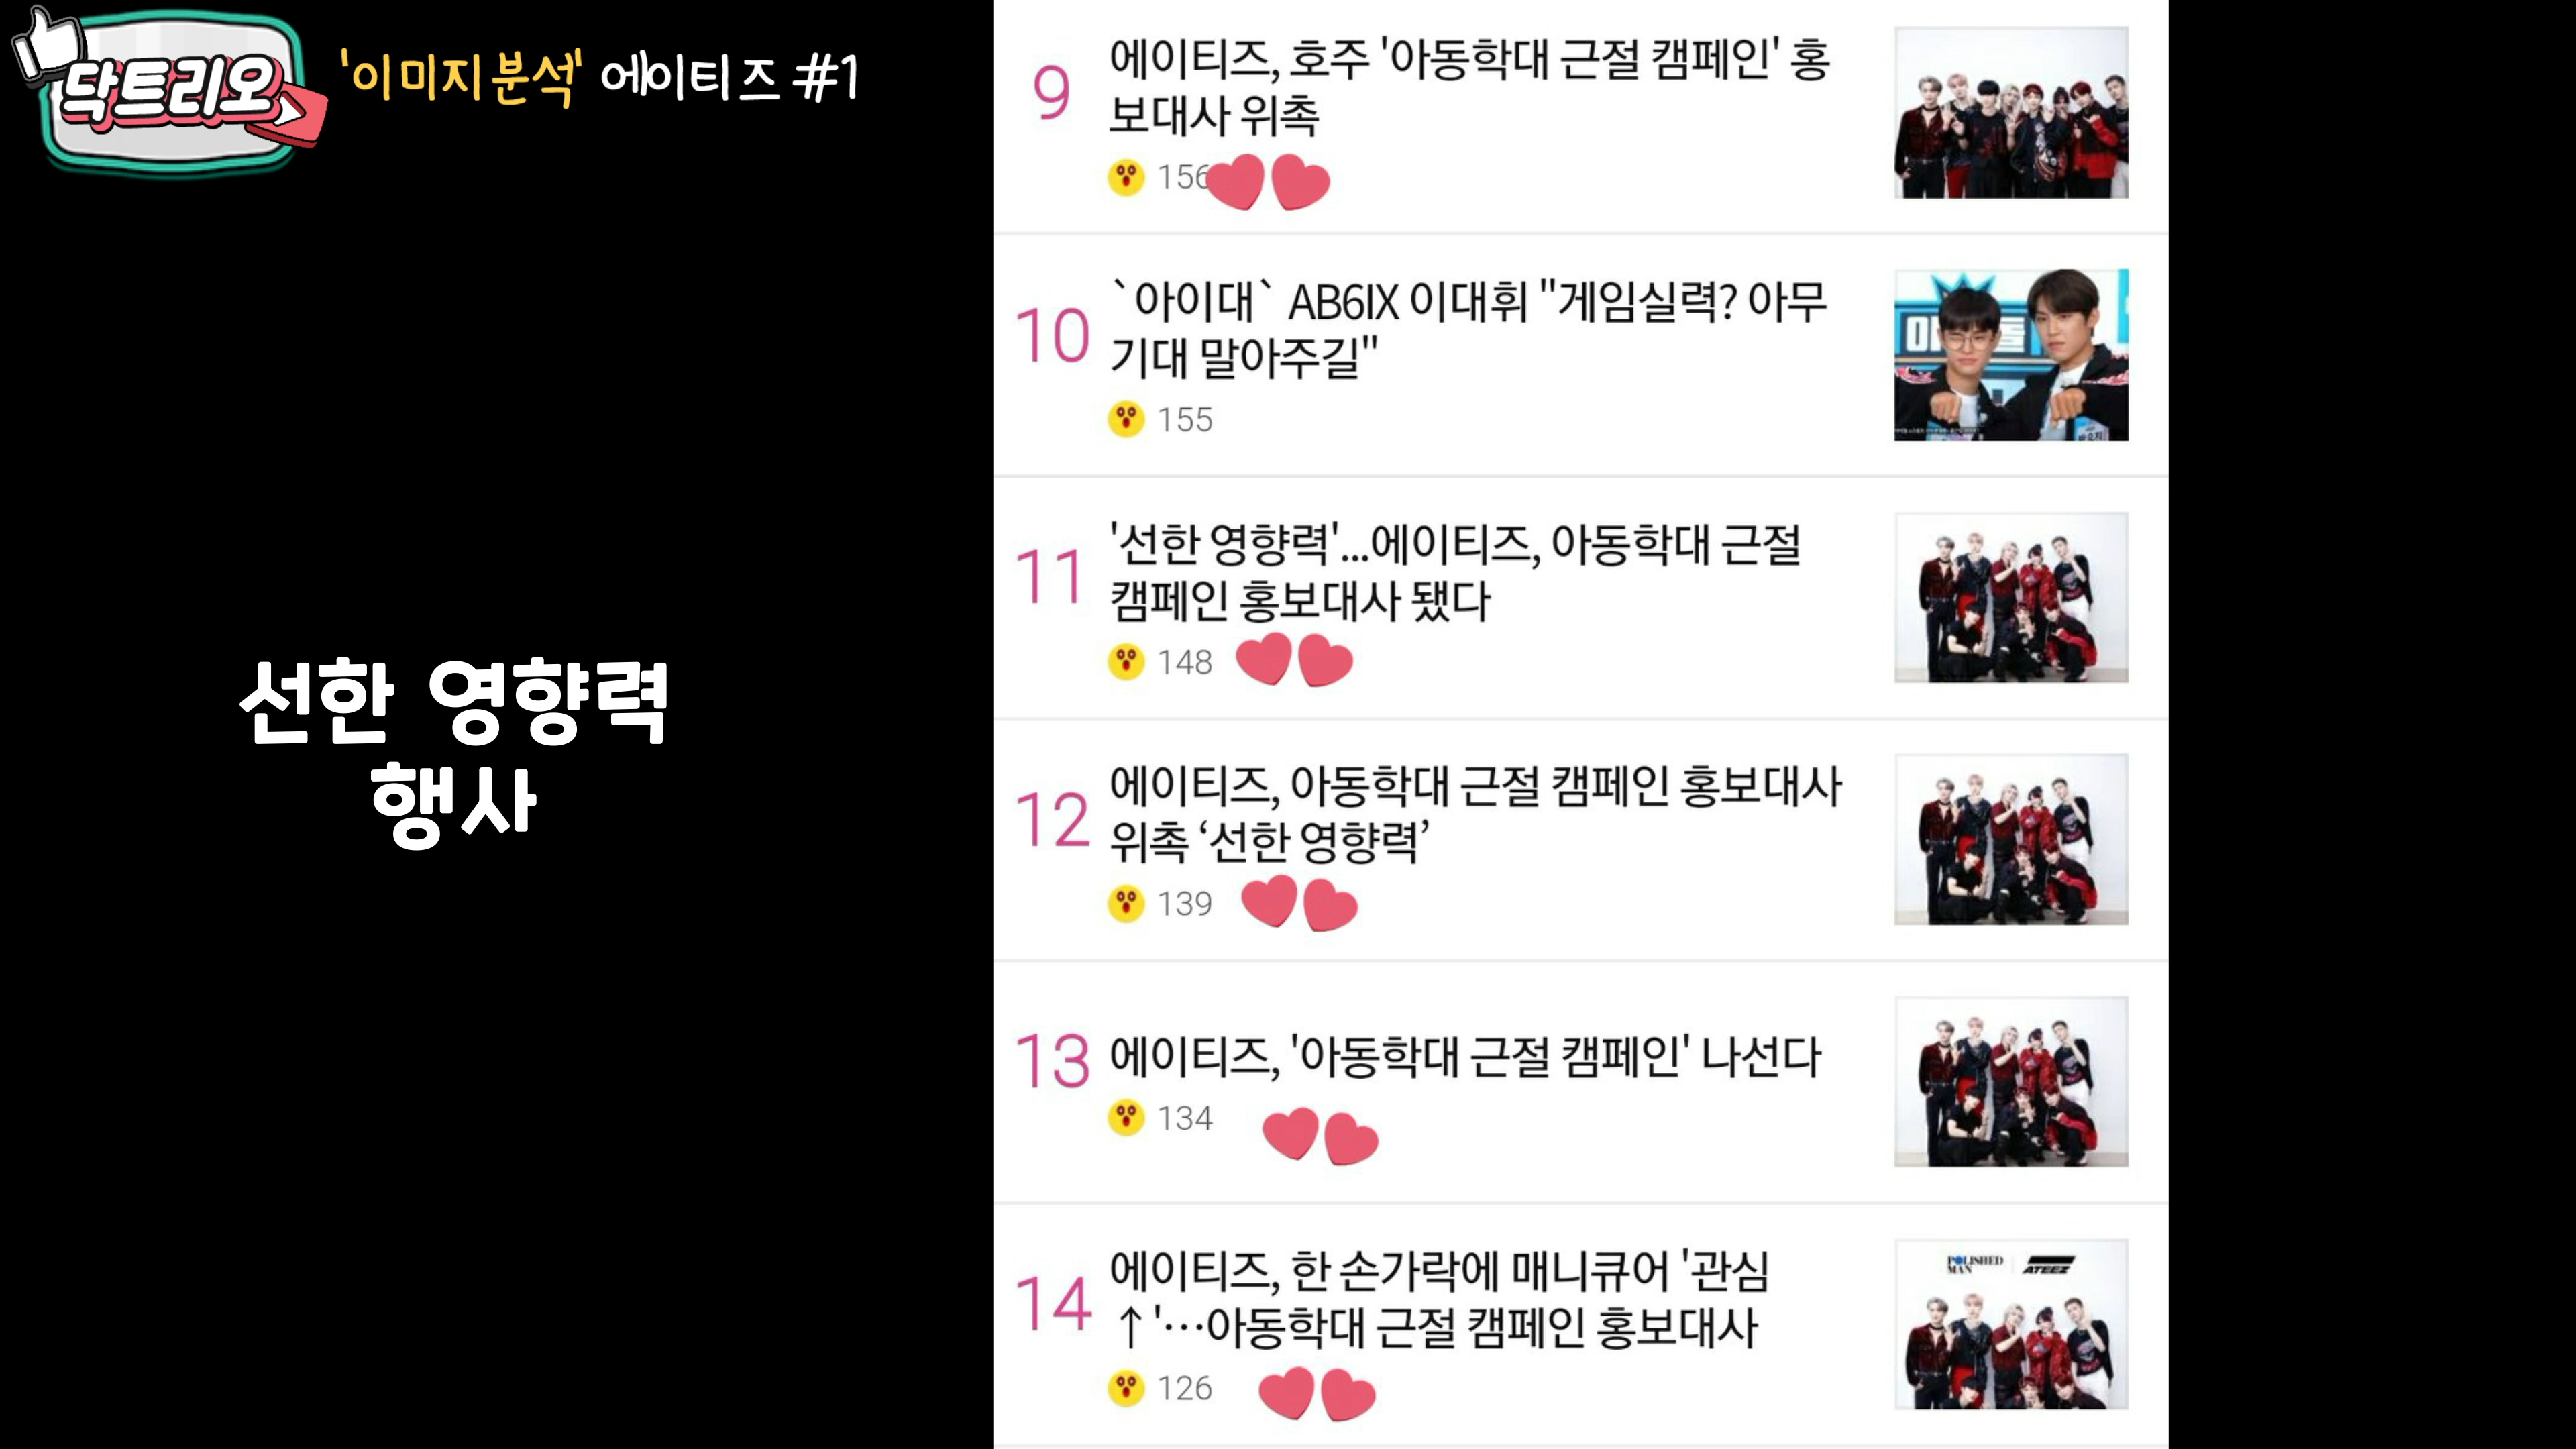 닥트리오
'이미지분석' 에이티즈 #1
선한 영향력
행사
9
에이티즈, 호주 '아동학대 근절 캠페인' 홍
보대사 위촉
156
10
`아이대` AB6IX 이대휘 "게임실력? 아무
기대 말아주길"
155
11
'선한 영향력'...에이티즈, 아동학대 근절
캠페인 홍보대사 됐다
148
12
에이티즈, 아동학대 근절 캠페인 홍보대사
위촉 ‘선한 영향력’
139
13
에이티즈, '아동학대 근절 캠페인' 나선다
134
14
에이티즈, 한 손가락에 매니큐어 '관심
↑'…아동학대 근절 캠페인 홍보대사
126
POLISHED
MAN
ATEEZ